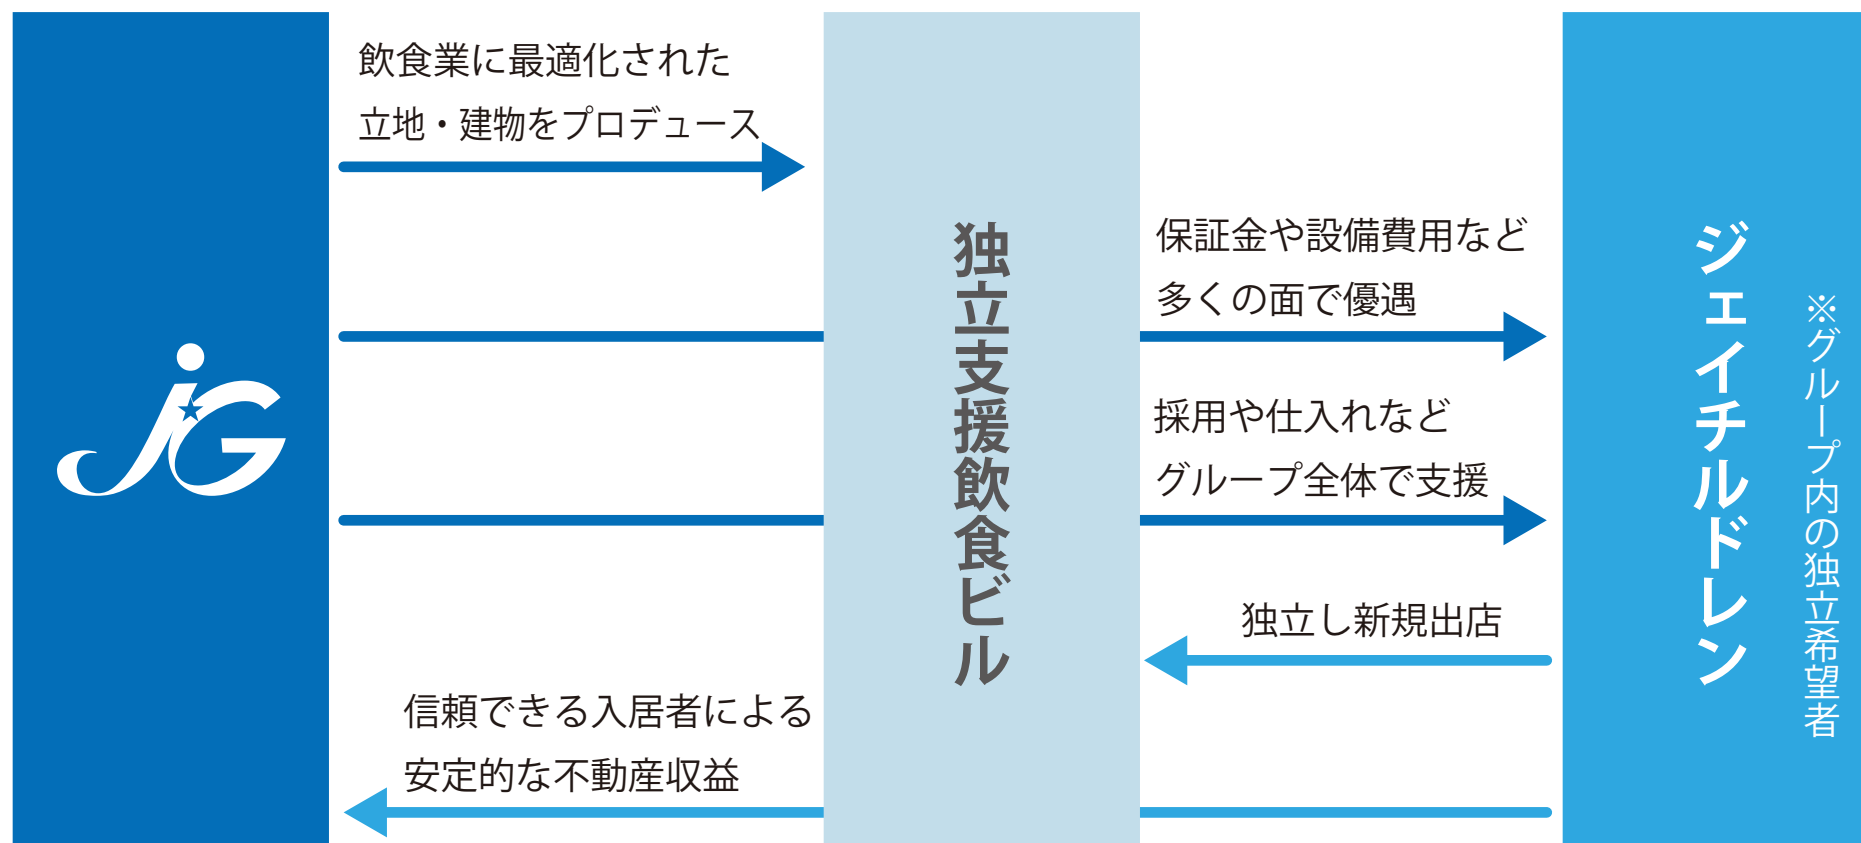 飲食業に最適化された
立地・建物をプロデュース
保証金や設備費用など
多くの面で優遇
採用や仕入れなど
グループ全体で支援
独立し新規出店
信頼できる入居者による
安定的な不動産収益
JG
独立支援飲食ビル
ジェイチルドレン
※グループ内の独立希望者